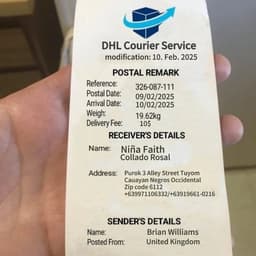 DHL Courier Service
modification: 10. Feb. 2025
POSTAL REMARK
Reference: 326-087-111
Postal Date: 09/02/2025
Arrival Date: 10/02/2025
Weigh: 19.62kg
Delivery Fee: 10$
RECEIVER'S DETAILS
Name: Niña Faith
Collado Rosal
Address: Purok 3 Alley Street Tuyom
Cauayan Negros Occidental
Zip code 6112
+639971106332/+63919661-0216
SENDER'S DETAILS
Name: Brian Williams
Posted From: United Kingdom